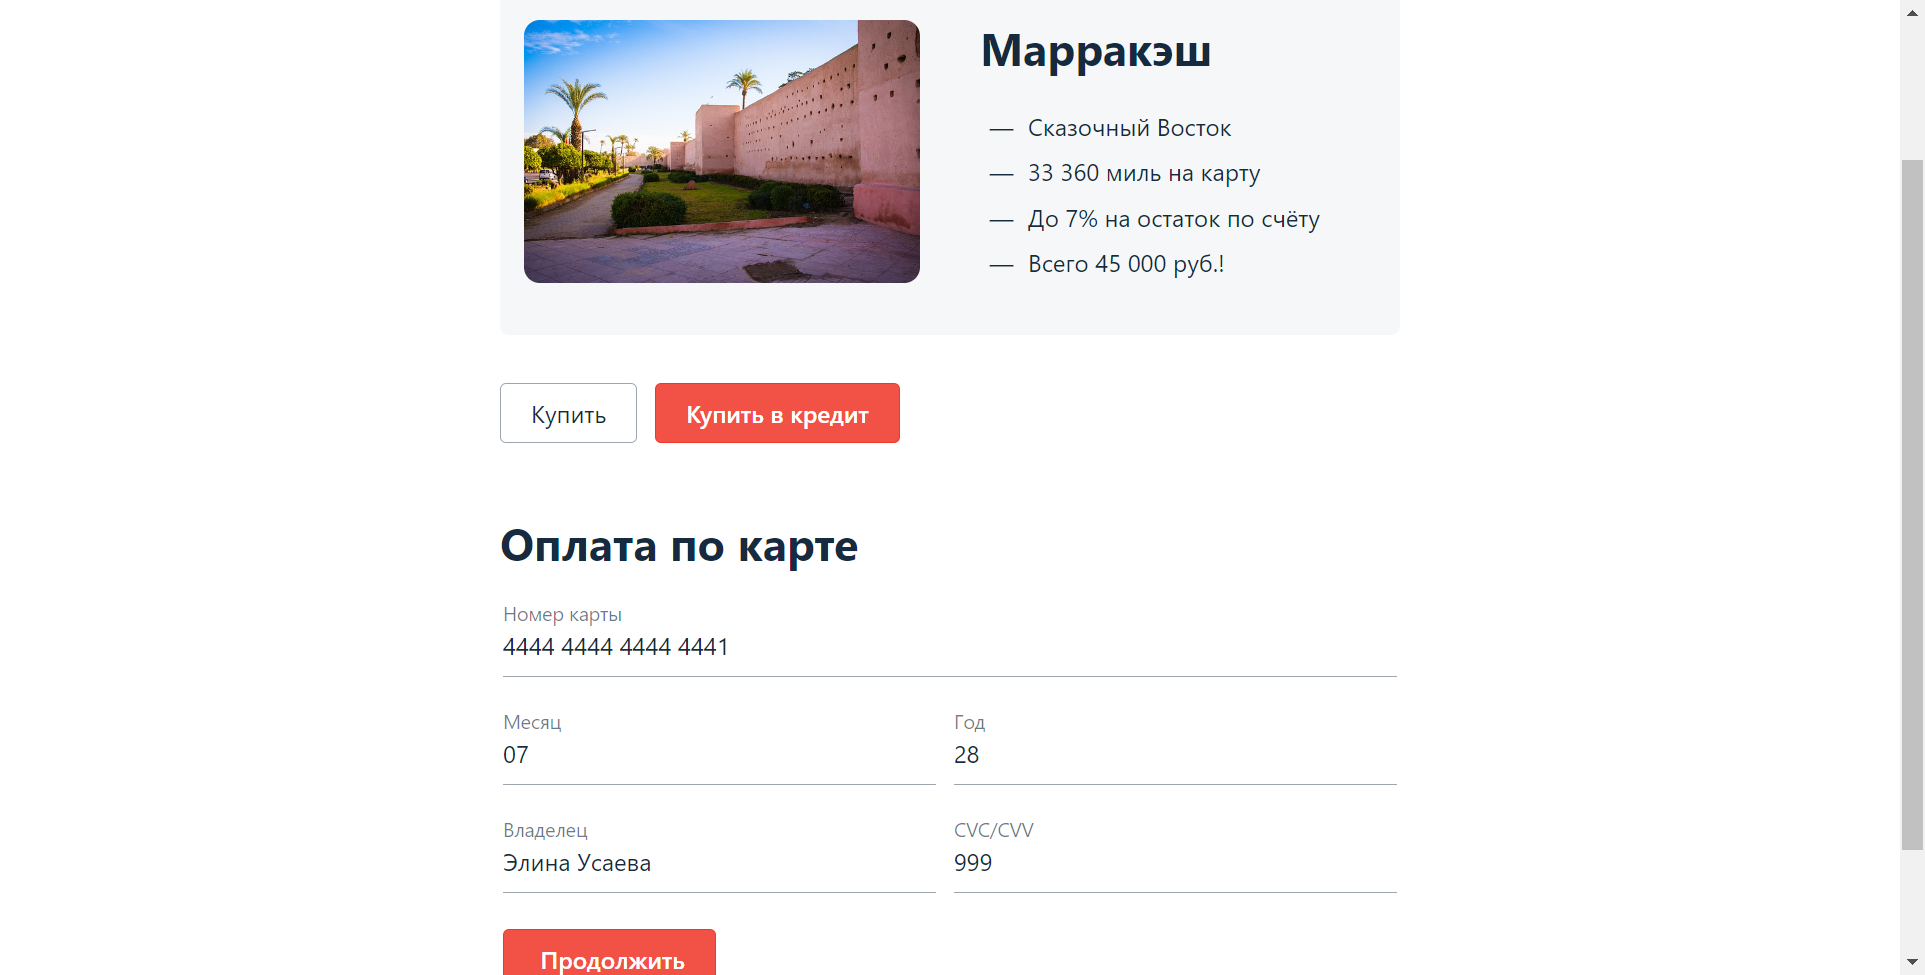 Марракэш
— Сказочный Восток
— 33 360 миль на карту
— До 7% на остаток по счёту
— Всего 45 000 руб.!
Купить
Купить в кредит
Оплата по карте
Номер карты
4444 4444 4444 4441
Месяц
Год
07
28
Владелец
CVC/CVV
Элина Усаева
999
Продолжить